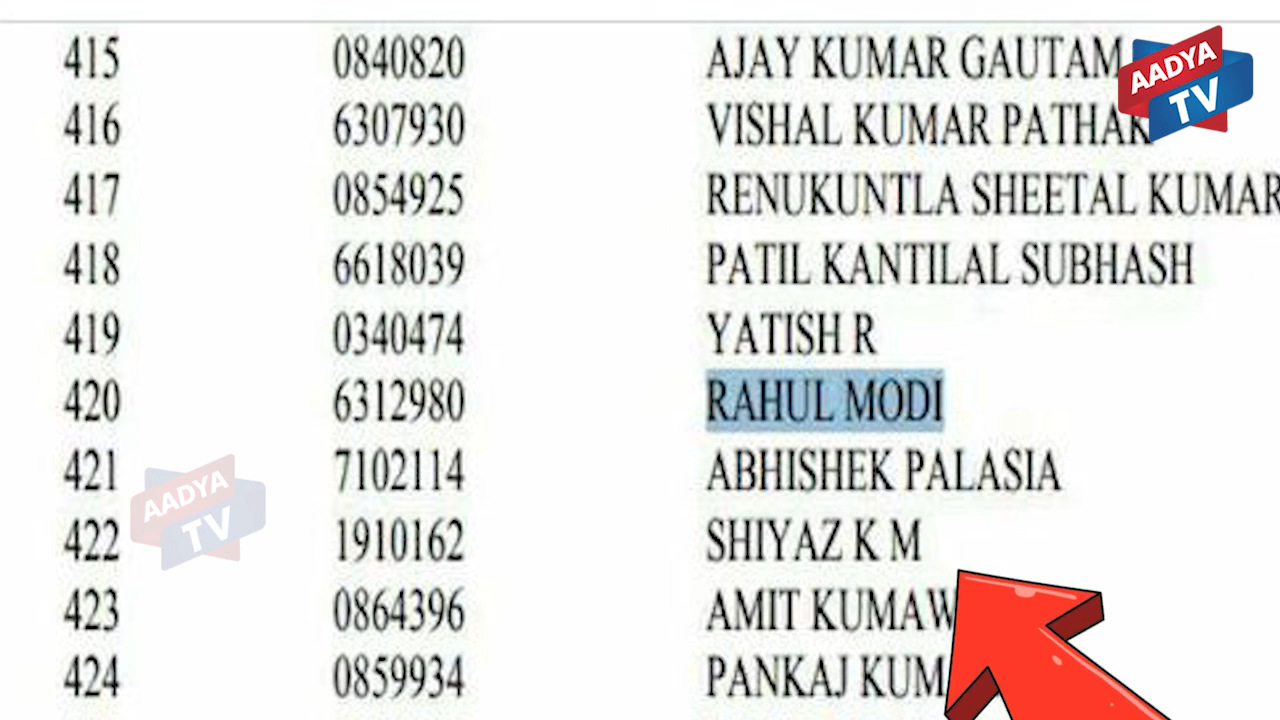 415 0840820 AJAY KUMAR GAUTAM
416 6307930 VISHAL KUMAR PATHAK
417 0854925 RENUKUNTLA SHEETAL KUMAR
418 6618039 PATIL KANTILAL SUBHASH
419 0340474 YATISH R
420 6312980 RAHUL MODI
421 7102114 ABHISHEK PALASIA
422 1910162 SHIYAZ K M
423 0864396 AMIT
424 0859934 PANKAJ
AADYA TV
AADYA TV